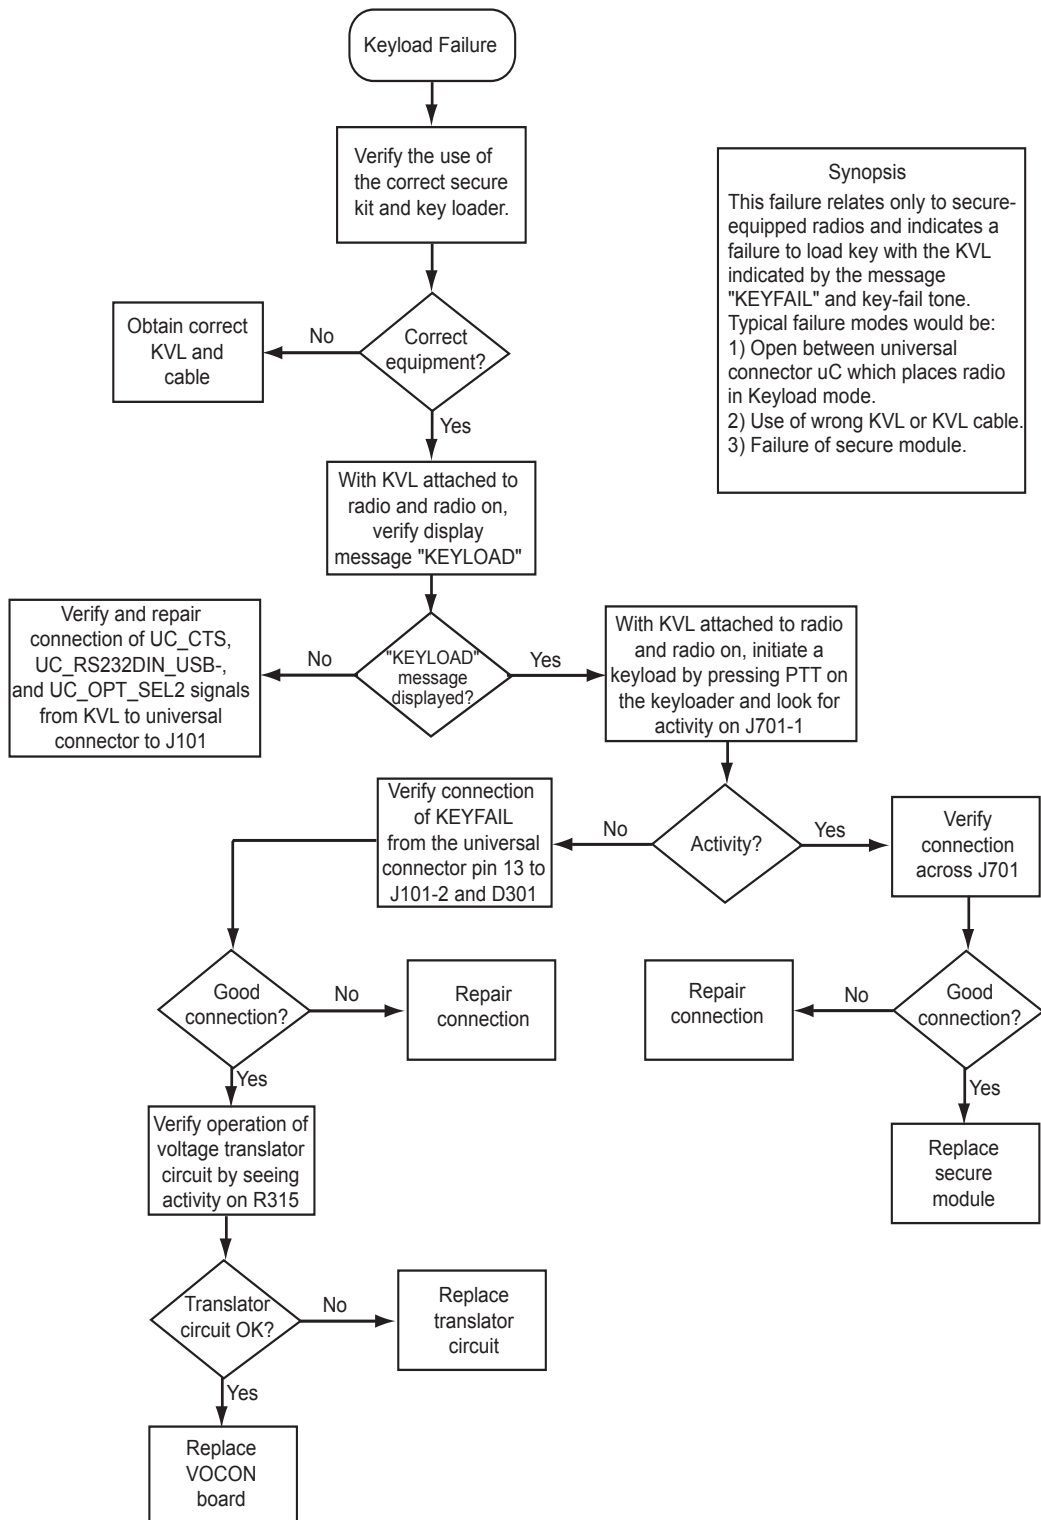 Keyload Failure
Verify the use of
the correct secure
kit and key loader.
Synopsis
This failure relates only to secure-
equipped radios and indicates a
failure to load key with the KVL
indicated by the message
"KEYFAIL" and key-fail tone.
Typical failure modes would be:
1) Open between universal
connector uC which places radio
in Keyload mode.
2) Use of wrong KVL or KVL cable.
3) Failure of secure module.
Correct
equipment?
No
Obtain correct
KVL and
cable
Yes
With KVL attached to
radio and radio on,
verify display
message "KEYLOAD"
"KEYLOAD"
message
displayed?
No
Verify and repair
connection of UC_CTS,
UC_RS232DIN_USB-,
and UC_OPT_SEL2 signals
from KVL to universal
connector to J101
Yes
With KVL attached to radio
and radio on, initiate a
keyload by pressing PTT on
the keyloader and look for
activity on J701-1
Activity?
No
Verify connection
of KEYFAIL
from the universal
connector pin 13 to
J101-2 and D301
Yes
Verify
connection
across J701
Good
connection?
No
Repair
connection
Good
connection?
No
Repair
connection
Yes
Verify operation of
voltage translator
circuit by seeing
activity on R315
Yes
Replace
secure
module
Translator
circuit OK?
No
Replace
translator
circuit
Yes
Replace
VOCON
board